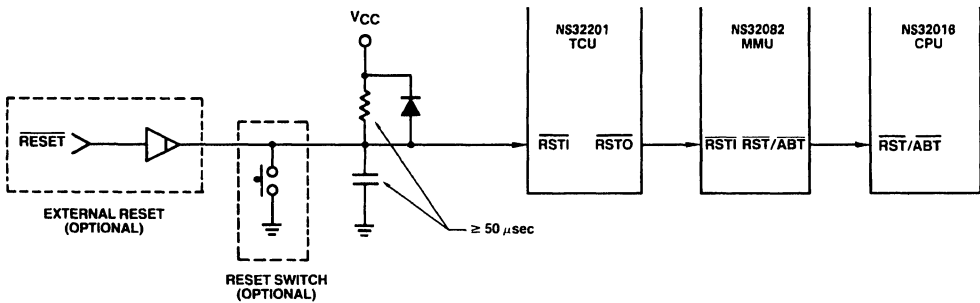 VCC
NS32201
TCU
NS32082
MMU
NS32016
CPU
RESET
RSTI
RSTO
RSTI RST/ABT
RST/ABT
EXTERNAL RESET
(OPTIONAL)
≥ 50 μsec
RESET SWITCH
(OPTIONAL)